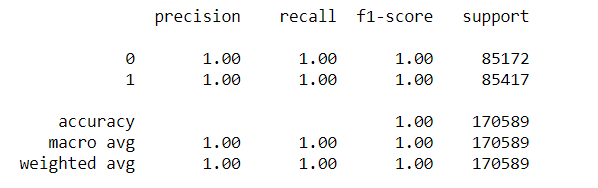 precision recall f1-score support
0 1.00 1.00 1.00 85172
1 1.00 1.00 1.00 85417
accuracy 1.00 170589
macro avg 1.00 1.00 1.00 170589
weighted avg 1.00 1.00 1.00 170589